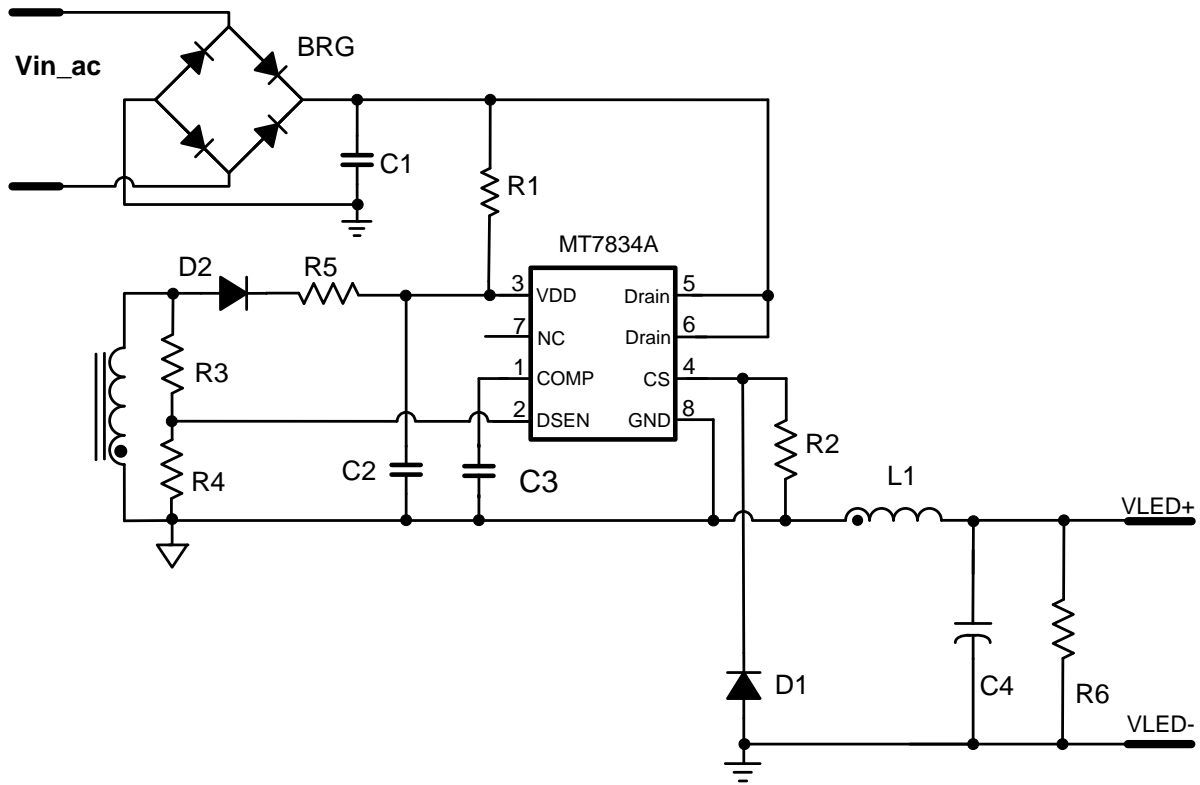 BRG
Vin_ac
C1
R1
MT7834A
D2
R5
3
VDD
Drain
5
7
NC
Drain
6
R3
1
COMP
CS
4
2
DSEN
GND
8
R2
R4
C2
C3
L1
VLED+
D1
C4
R6
VLED-